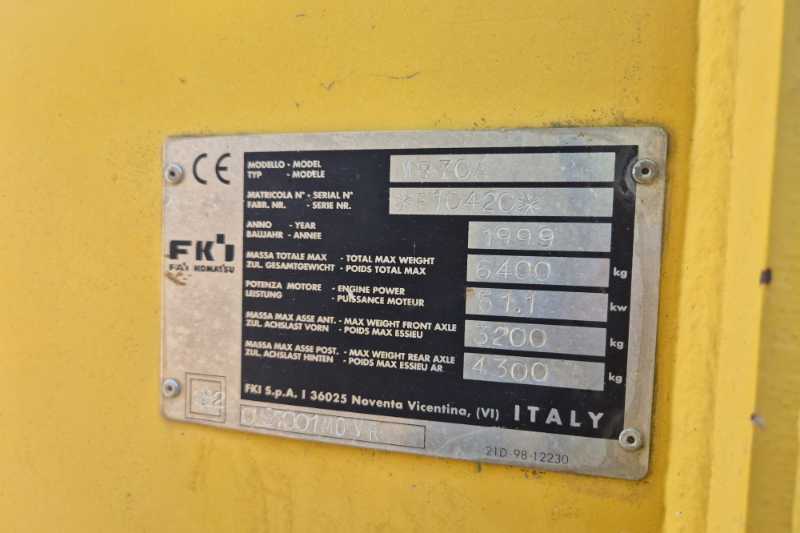 CE
MODELLO - MODEL
TYP - MODELE
MATRICOLA N° - SERIAL N°
FABR. NR. - SERIE NR.
*F10420*
ANNO - YEAR
BAUJAHR - ANNEE
1999
FKI
FAI KOMATSU
MASSA TOTALE MAX - TOTAL MAX WEIGHT
ZUL. GESAMTGEWICHT - POIDS TOTAL MAX
6400 kg
POTENZA MOTORE - ENGINE POWER
LEISTUNG - PUISSANCE MOTEUR
51.1 kw
MASSA MAX ASSE ANT. - MAX WEIGHT FRONT AXLE
ZUL. ACHSLAST VORN - POIDS MAX ESSIEU
3200 kg
MASSA MAX ASSE POST. - MAX WEIGHT REAR AXLE
ZUL. ACHSLAST HINTEN - POIDS MAX ESSIEU AR
4300 kg
FKI S.p.A. I 36025 Noventa Vicentina, (VI) ITALY
21D-98-12230